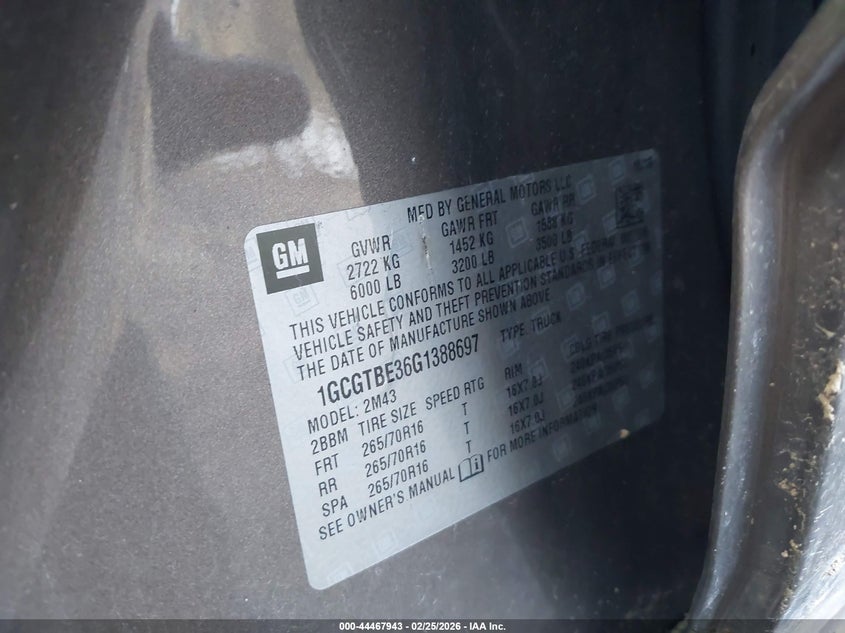 MFD BY GENERAL MOTORS LLC
GM
GVWR GAWR FRT GAWR RR
2722 KG 1452 KG 1588 KG
6000 LB 3200 LB 3500 LB
THIS VEHICLE CONFORMS TO ALL APPLICABLE U.S. FEDERAL MOTOR
VEHICLE SAFETY AND THEFT PREVENTION STANDARDS IN EFFECT ON
THE DATE OF MANUFACTURE SHOWN ABOVE
1GCGTBE36G1388697 TYPE: TRUCK
MODEL: 2M43
2BBM TIRE SIZE SPEED RTG RIM COLD TIRE PRESSURE
FRT 265/70R16 T 16X7.0J
RR 265/70R16 T 16X7.0J
SPA 265/70R16 T 16X7.0J
SEE OWNER'S MANUAL FOR MORE INFORMATION
000-44467943 / 02/25/2026 - IAA Inc.